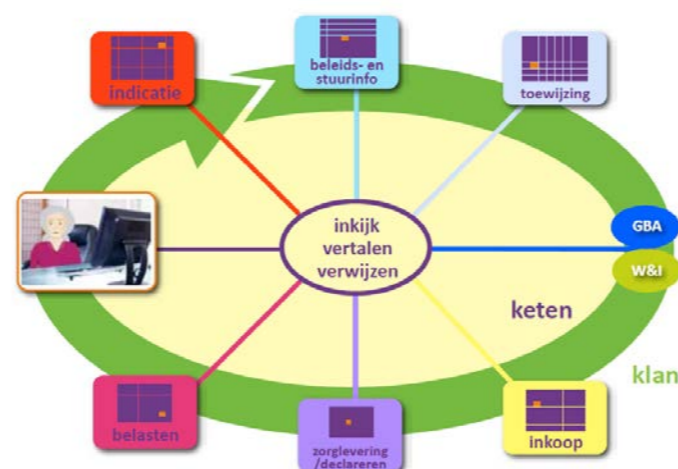 indicatie
beleids- en
stuurinfo
toewijzing
inkijk
vertalen
verwijzen
GBA
W&I
keten
klan
belasten
zorglevering
/declareren
inkoop